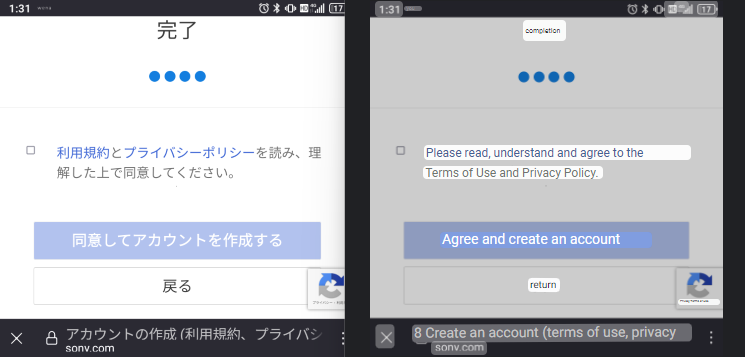 1:31
17
完了
利用規約とプライバシーポリシーを読み、理
解した上で同意してください。
同意してアカウントを作成する
戻る
アカウントの作成 (利用規約、プライバシ
sony.com
1:31
17
completion
Please read, understand and agree to the
Terms of Use and Privacy Policy.
Agree and create an account
return
8 Create an account (terms of use, privacy
sony.com